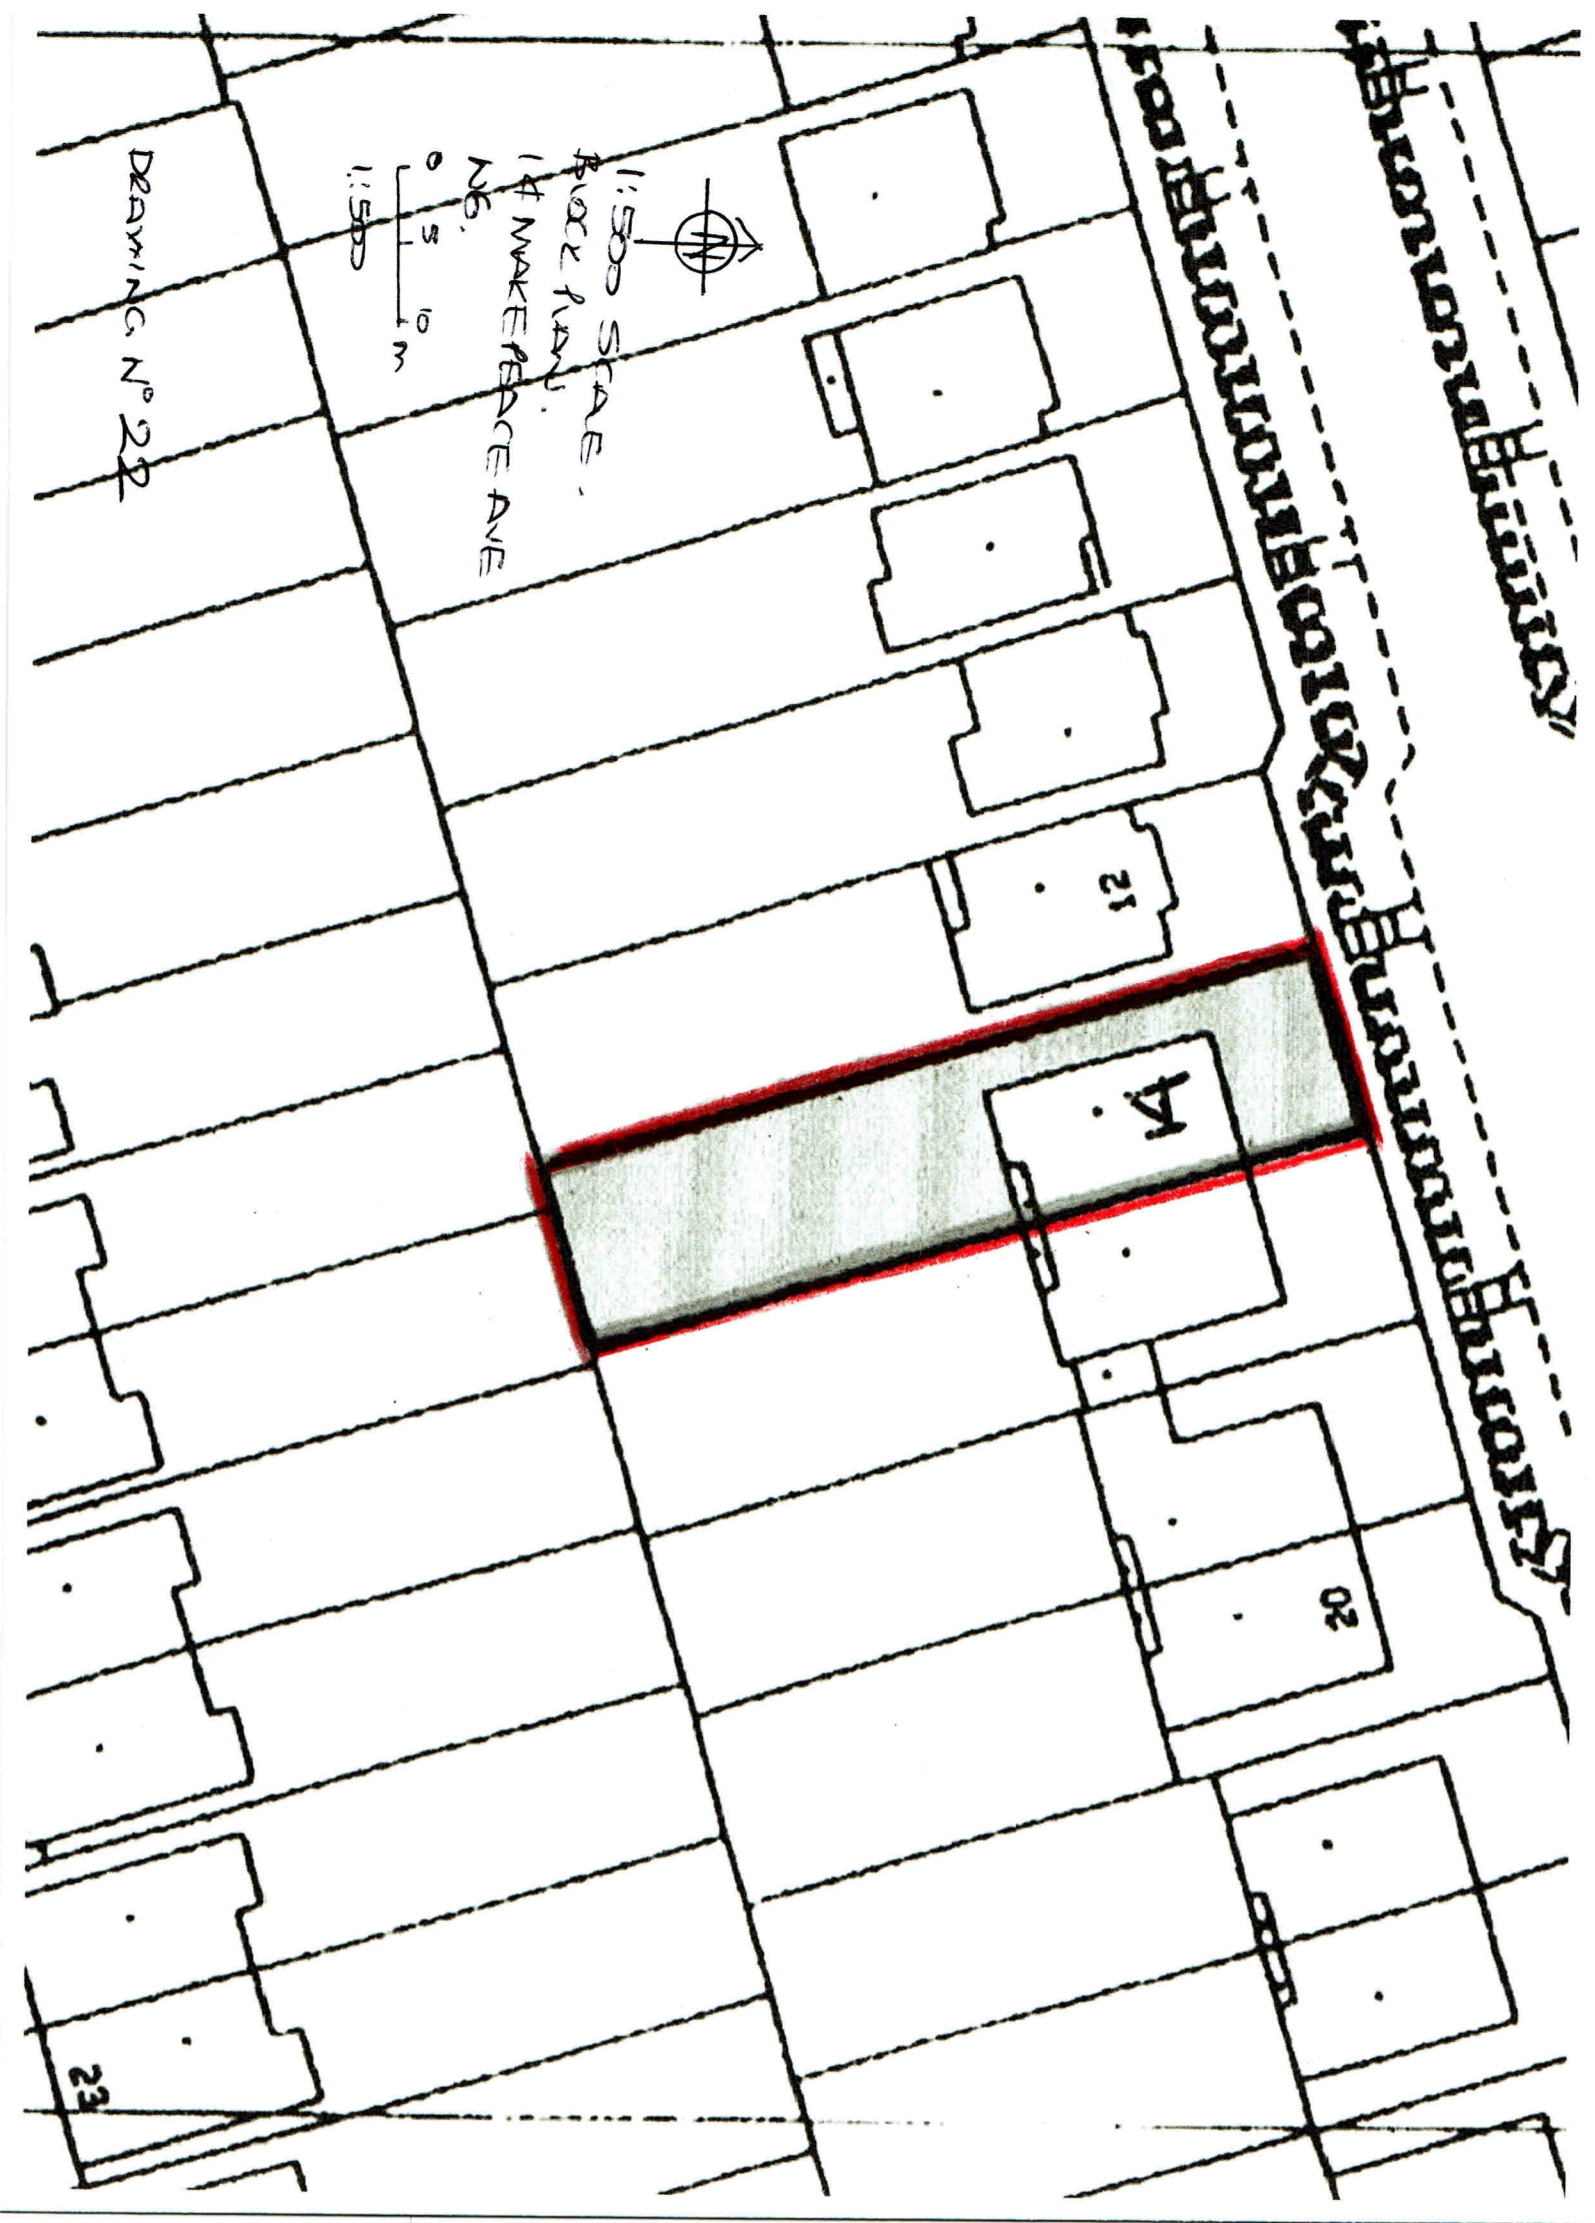 N
1:500 SCALE.
BLOCK PLAN.
14 MAKEPEACE AVE
N6.
0 5 10 m
1:500
DRAWING Nº 22
12
14
20
23